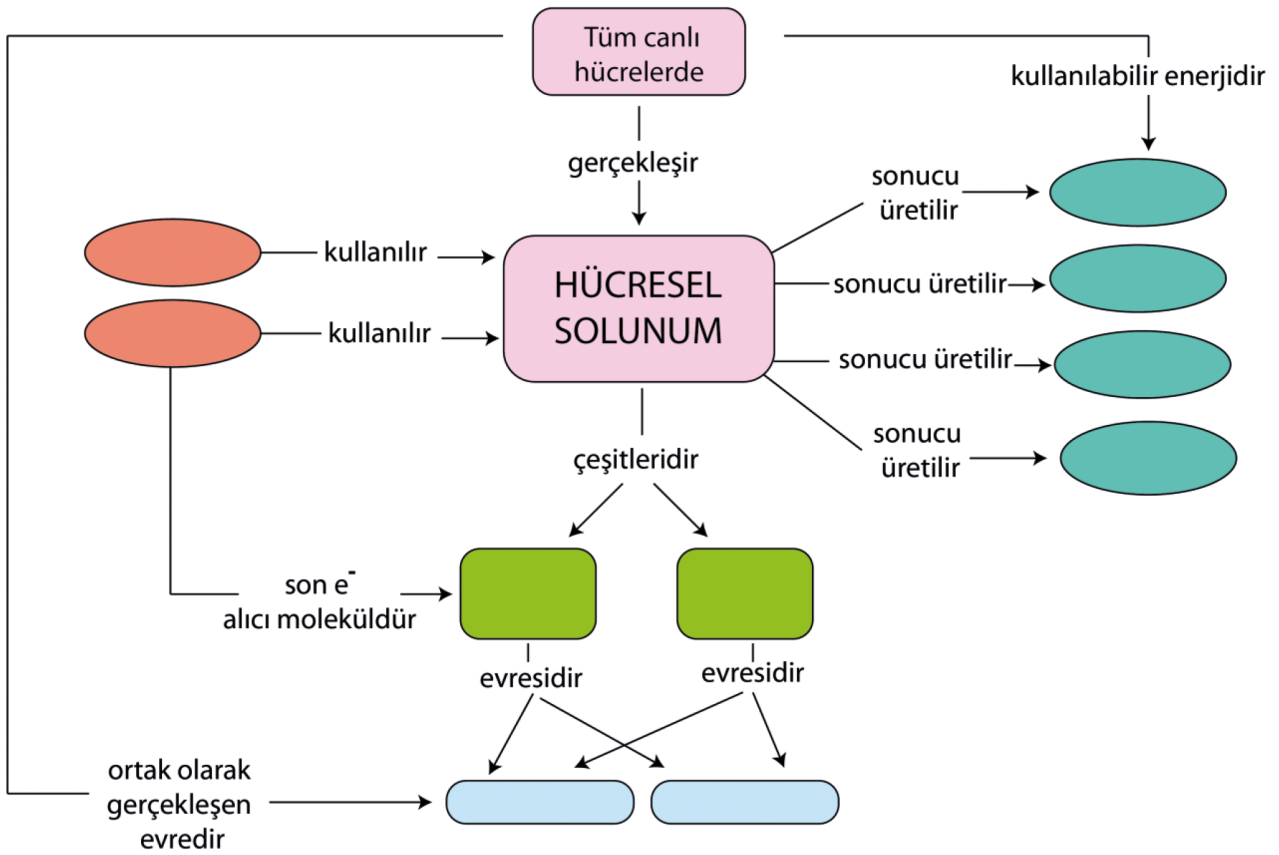 Tüm canlı
hücrelerde
kullanılabilir enerjidir
gerçekleşir
sonucu
üretilir
kullanılır
HÜCRESEL
SOLUNUM
sonucu üretilir
kullanılır
sonucu üretilir
sonucu
üretilir
çeşitleridir
son e⁻
alıcı moleküldür
evresidir
evresidir
ortak olarak
gerçekleşen
evredir